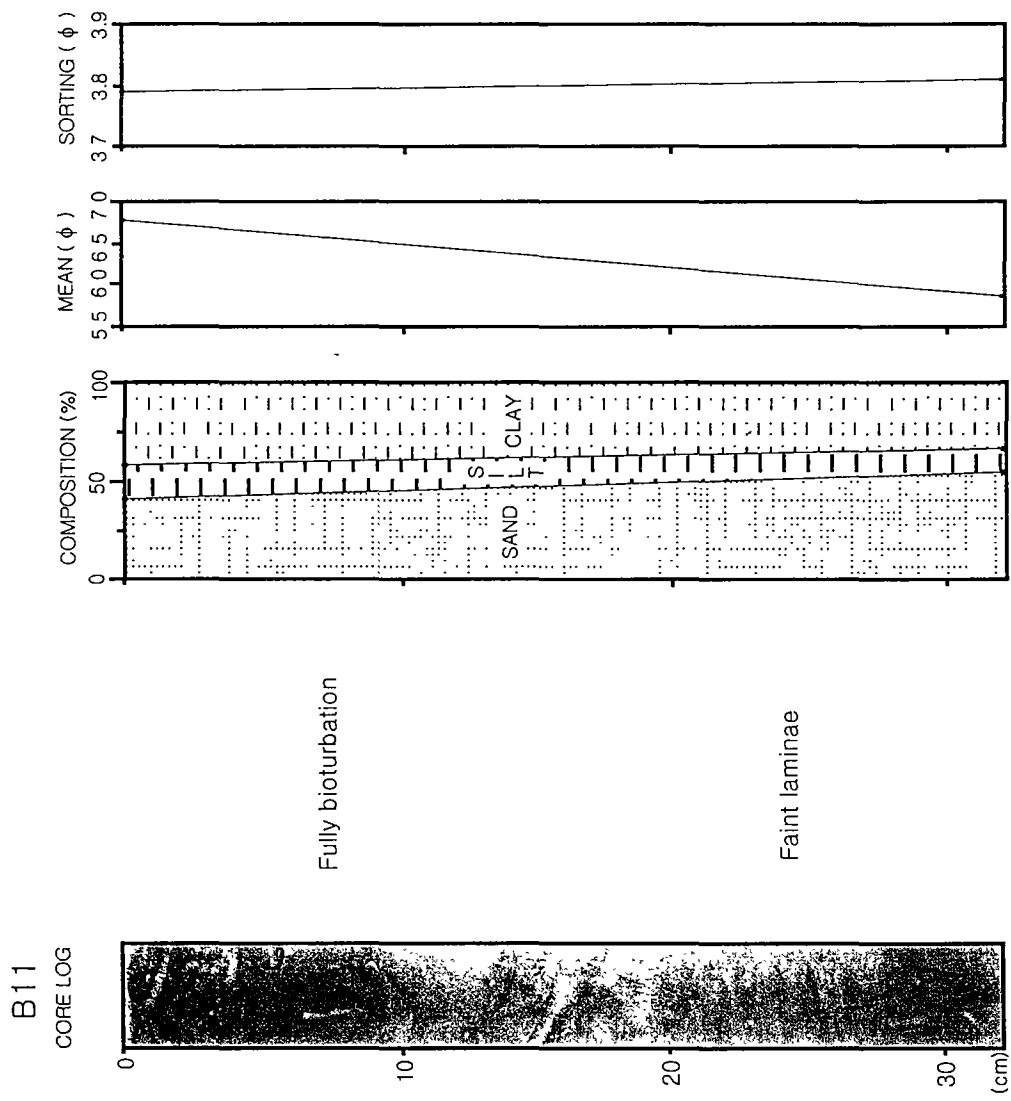 B11
CORE LOG
0
10
20
30
(cm)
Fully bioturbation
Faint laminae
COMPOSITION (%)
0
50
100
SAND
SILT
CLAY
MEAN ( φ )
5 5
6 0
6 5
7 0
SORTING ( φ )
3 7
3.8
3.9